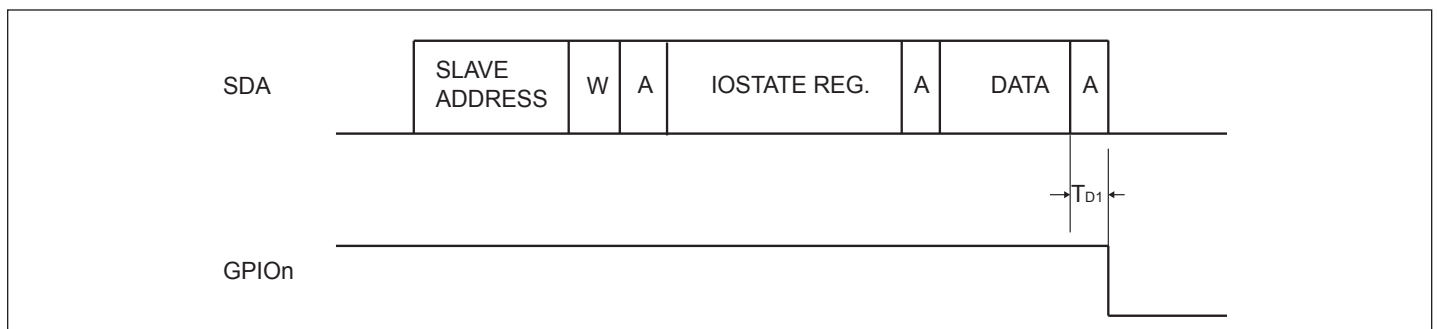 SDA
SLAVE
ADDRESS
W
A
IOSTATE REG.
A
DATA
A
TD1
GPIOn